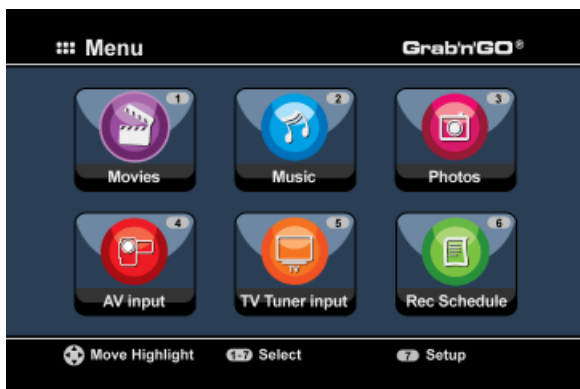 Menu
Grab'n'GO®
1
2
3
Movies
Music
Photos
4
5
6
TV
AV input
TV Tuner input
Rec Schedule
Move Highlight
1-7 Select
7 Setup